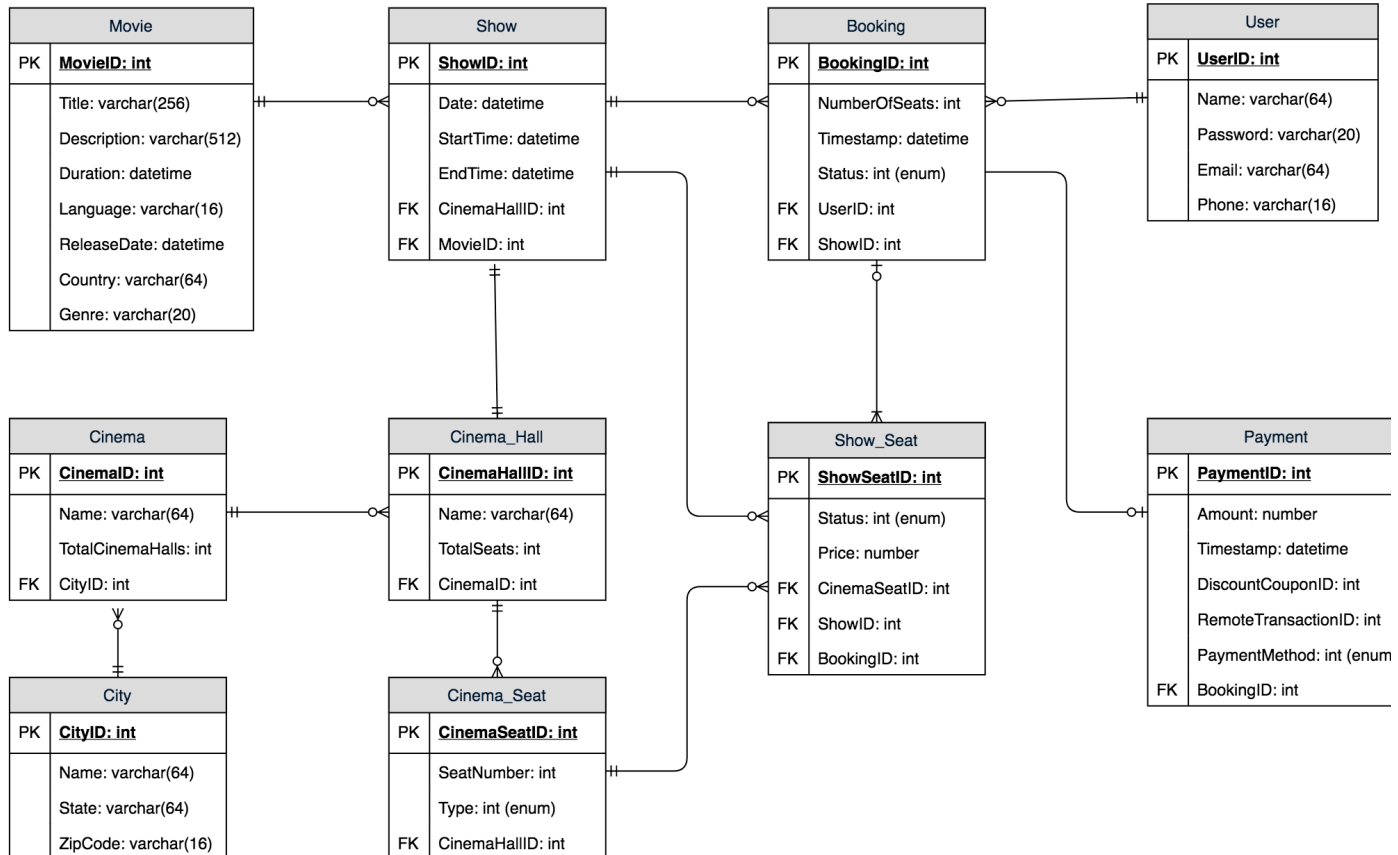 Movie
PK MovieID: int
Title: varchar(256)
Description: varchar(512)
Duration: datetime
Language: varchar(16)
ReleaseDate: datetime
Country: varchar(64)
Genre: varchar(20)
Show
PK ShowID: int
Date: datetime
StartTime: datetime
EndTime: datetime
FK CinemaHallID: int
FK MovieID: int
Booking
PK BookingID: int
NumberOfSeats: int
Timestamp: datetime
Status: int (enum)
FK UserID: int
FK ShowID: int
User
PK UserID: int
Name: varchar(64)
Password: varchar(20)
Email: varchar(64)
Phone: varchar(16)
Cinema
PK CinemaID: int
Name: varchar(64)
TotalCinemaHalls: int
FK CityID: int
Cinema_Hall
PK CinemaHallID: int
Name: varchar(64)
TotalSeats: int
FK CinemaID: int
Show_Seat
PK ShowSeatID: int
Status: int (enum)
Price: number
FK CinemaSeatID: int
FK ShowID: int
FK BookingID: int
Payment
PK PaymentID: int
Amount: number
Timestamp: datetime
DiscountCouponID: int
RemoteTransactionID: int
PaymentMethod: int (enum
FK BookingID: int
City
PK CityID: int
Name: varchar(64)
State: varchar(64)
ZipCode: varchar(16)
Cinema_Seat
PK CinemaSeatID: int
SeatNumber: int
Type: int (enum)
FK CinemaHallID: int